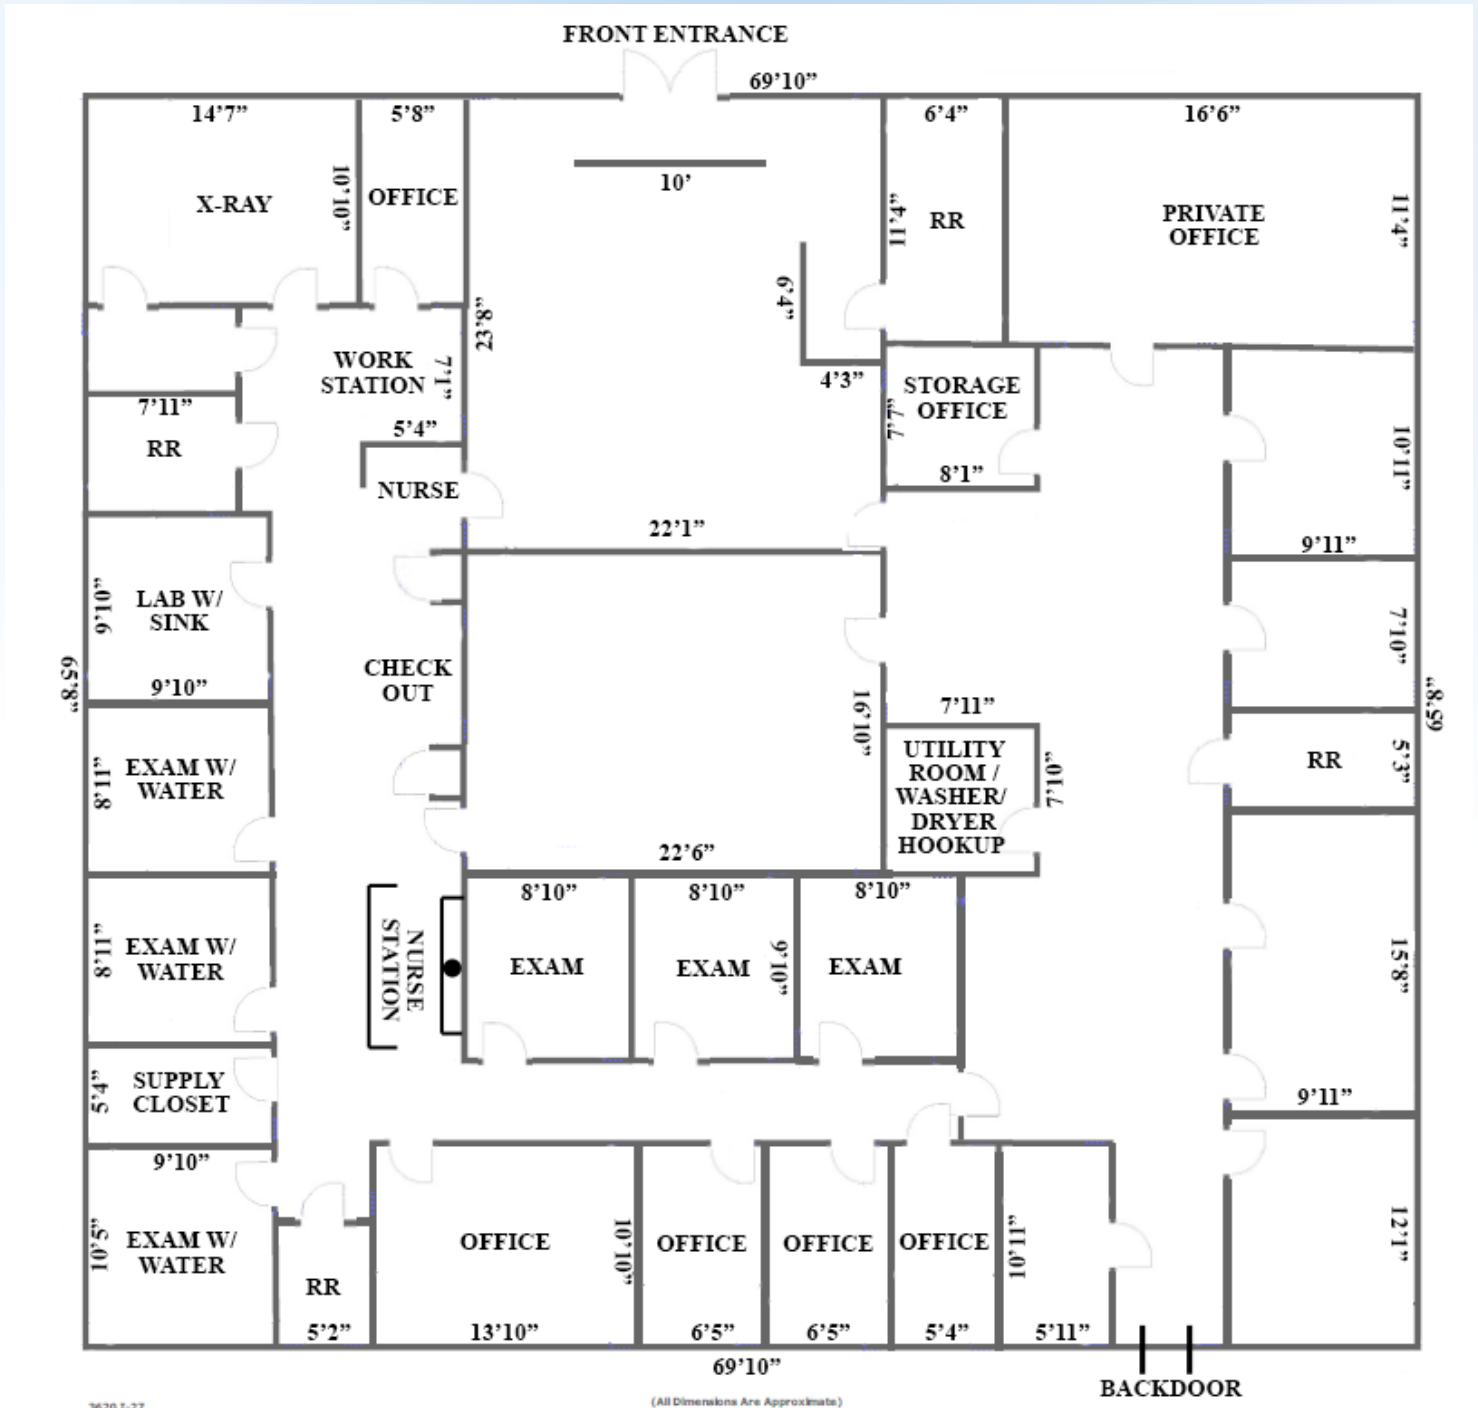 FRONT ENTRANCE
69'10"
14'7"
5'8"
6'4"
16'6"
10'
10'10"
X-RAY
OFFICE
11'4"
RR
PRIVATE
OFFICE
11'4"
6'4"
23'8"
WORK
STATION
7'1"
4'3"
STORAGE
OFFICE
7'7"
7'11"
RR
5'4"
NURSE
8'1"
10'11"
22'1"
9'11"
9'10"
LAB W/
SINK
9'10"
65'8"
CHECK
OUT
7'10"
65'8"
16'10"
7'11"
UTILITY
ROOM /
WASHER/
DRYER
HOOKUP
7'10"
RR
5'3"
8'11"
EXAM W/
WATER
22'6"
8'10"
8'10"
8'10"
8'11"
EXAM W/
WATER
NURSE
STATION
EXAM
EXAM
9'10"
EXAM
15'8"
5'4"
SUPPLY
CLOSET
9'11"
9'10"
10'5"
EXAM W/
WATER
RR
5'2"
OFFICE
13'10"
10'10"
OFFICE
6'5"
OFFICE
6'5"
OFFICE
5'4"
10'11"
5'11"
12'1"
69'10"
BACKDOOR
(All Dimensions Are Approximate)